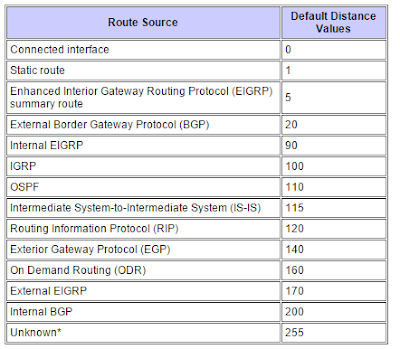 Route Source Default Distance
Values
Connected interface 0
Static route 1
Enhanced Interior Gateway Routing Protocol (EIGRP)
summary route 5
External Border Gateway Protocol (BGP) 20
Internal EIGRP 90
IGRP 100
OSPF 110
Intermediate System-to-Intermediate System (IS-IS) 115
Routing Information Protocol (RIP) 120
Exterior Gateway Protocol (EGP) 140
On Demand Routing (ODR) 160
External EIGRP 170
Internal BGP 200
Unknown* 255